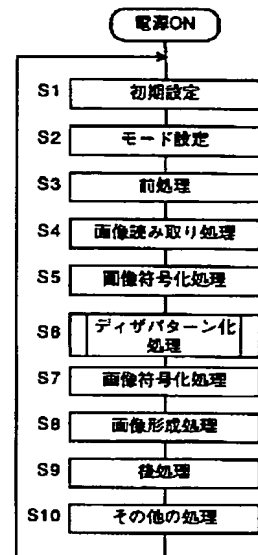 電源ON
S1 初期設定
S2 モード設定
S3 前処理
S4 画像読み取り処理
S5 画像符号化処理
S6 ディザパターン化
処理
S7 画像符号化処理
S8 画像形成処理
S9 後処理
S10 その他の処理